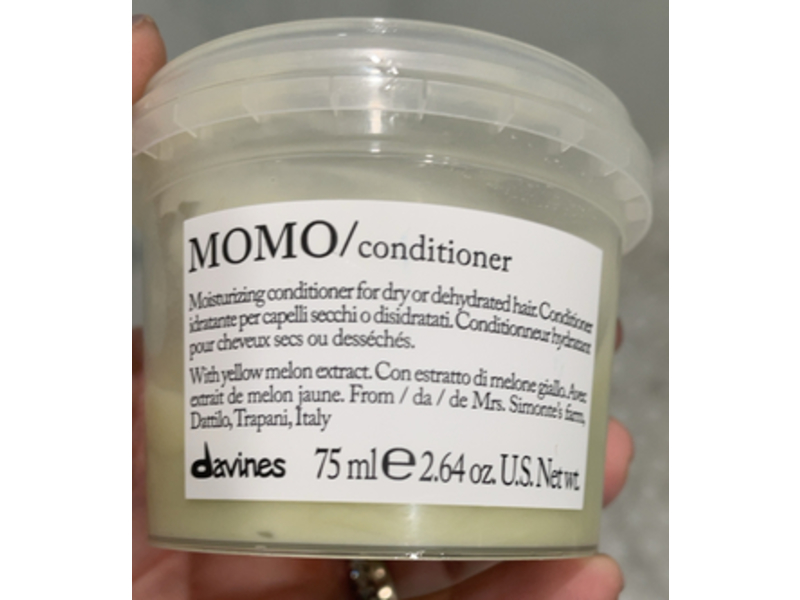 MOMO/conditioner
Moisturizing conditioner for dry or dehydrated hair. Conditioner
idratante per capelli secchi o disidratati. Conditionneur hydratant
pour cheveux secs ou desséchés.
With yellow melon extract. Con estratto di melone giallo. Avec
extrait de melon jaune. From / da / de Mrs. Simonte's farm,
Dattilo, Trapani, Italy
davines 75 ml e 2.64 oz. U.S. Net wt.